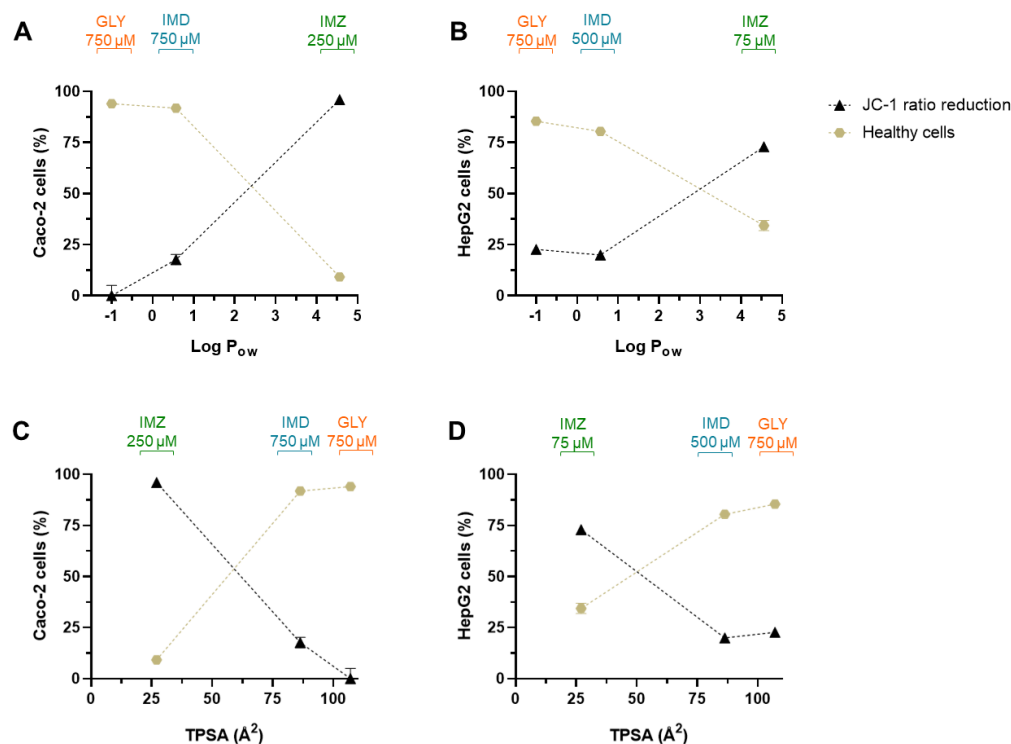 A
GLY IMD IMZ
750 µM 750 µM 250 µM
100
75
50
25
0
Caco-2 cells (%)
-1 0 1 2 3 4 5
Log Pow
B
GLY IMD IMZ
750 µM 500 µM 75 µM
100
75
50
25
0
HepG2 cells (%)
-1 0 1 2 3 4 5
Log Pow
JC-1 ratio reduction
Healthy cells
C
IMZ IMD GLY
250 µM 750 µM 750 µM
100
75
50
25
0
Caco-2 cells (%)
0 25 50 75 100
TPSA (Å²)
D
IMZ IMD GLY
75 µM 500 µM 750 µM
100
75
50
25
0
HepG2 cells (%)
0 25 50 75 100
TPSA (Å²)